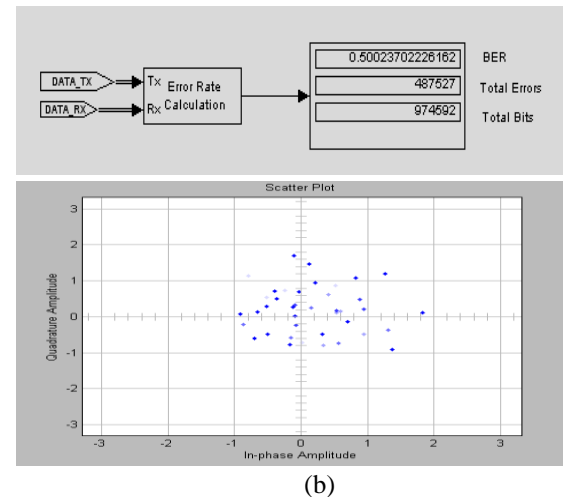 0.50023702226162 BER
DATA_TX Tx Error Rate 487527 Total Errors
DATA_RX Rx Calculation 974592 Total Bits
Scatter Plot
3
2
1
0
-1
-2
-3
Quadrature Amplitude
-3 -2 -1 0 1 2 3
In-phase Amplitude
(b)